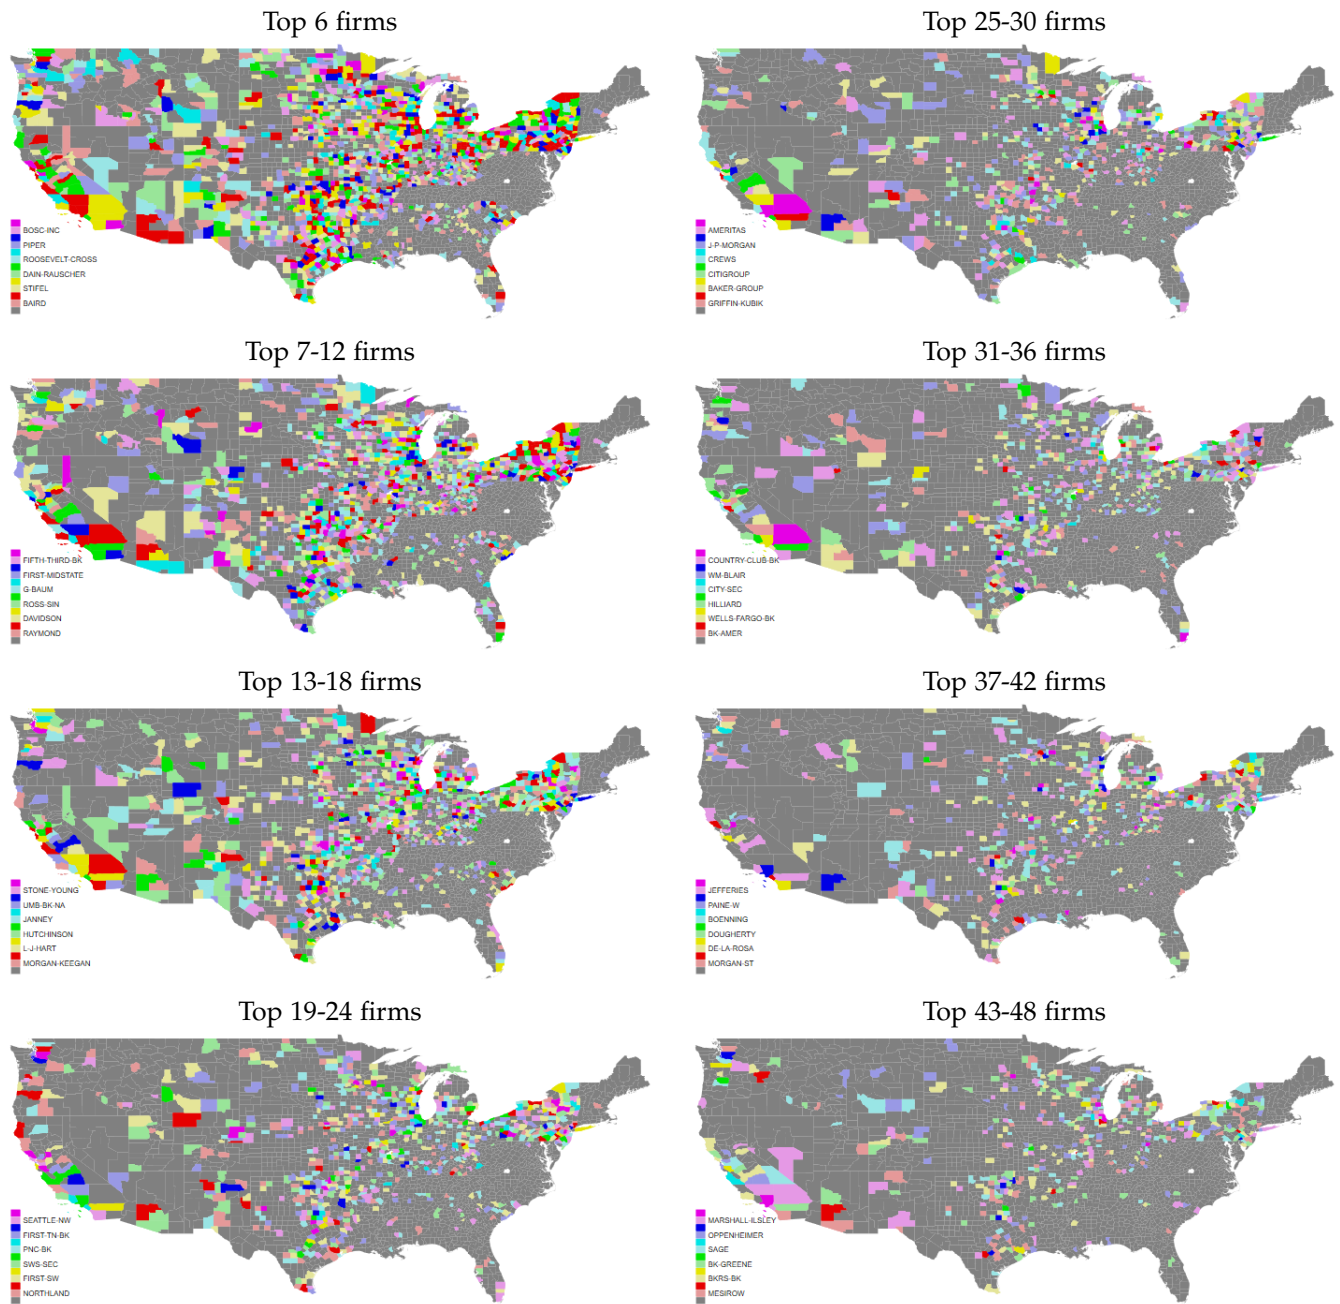 Top 6 firms
BOSC-INC
PIPER
ROOSEVELT-CROSS
DAIN-RAUSCHER
STIFEL
BAIRD
Top 25-30 firms
AMERITAS
J-P-MORGAN
CREWS
CITIGROUP
BAKER-GROUP
GRIFFIN-KUBIK
Top 7-12 firms
FIFTH-THIRD-BK
FIRST-MIDSTATE
G-BAUM
ROSS-SIN
DAVIDSON
RAYMOND
Top 31-36 firms
COUNTRY-CLUB-BK
WM-BLAIR
CITY-SEC
HILLIARD
WELLS-FARGO-BK
BK-AMER
Top 13-18 firms
STONE-YOUNG
UMB-BK-NA
JANNEY
HUTCHINSON
L-J-HART
MORGAN-KEEGAN
Top 37-42 firms
JEFFERIES
PAINE-W
BOENNING
DOUGHERTY
DE-LA-ROSA
MORGAN-ST
Top 19-24 firms
SEATTLE-NW
FIRST-TN-BK
PNC-BK
SWS-SEC
FIRST-SW
NORTHLAND
Top 43-48 firms
MARSHALL-ILSLEY
OPPENHEIMER
SAGE
BK-GREENE
BKRS-BK
MESIROW